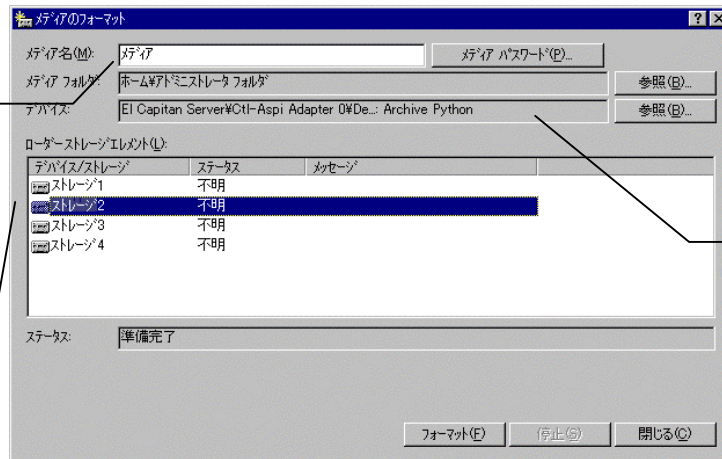 メディアのフォーマット
メディア名(M): メディア メディア パスワード(P)...
メディア フォルダ: ホーム¥アドミニストレータ フォルダ 参照(B)...
デバイス: El Capitan Server¥Ctl-Aspi Adapter 0¥De...: Archive Python 参照(B)...
ローダーストレージエレメント(L):
デバイス/ストレージ ステータス メッセージ
ストレージ1 不明
ストレージ2 不明
ストレージ3 不明
ストレージ4 不明
ステータス: 準備完了
フォーマット(F) 停止(S) 閉じる(C)